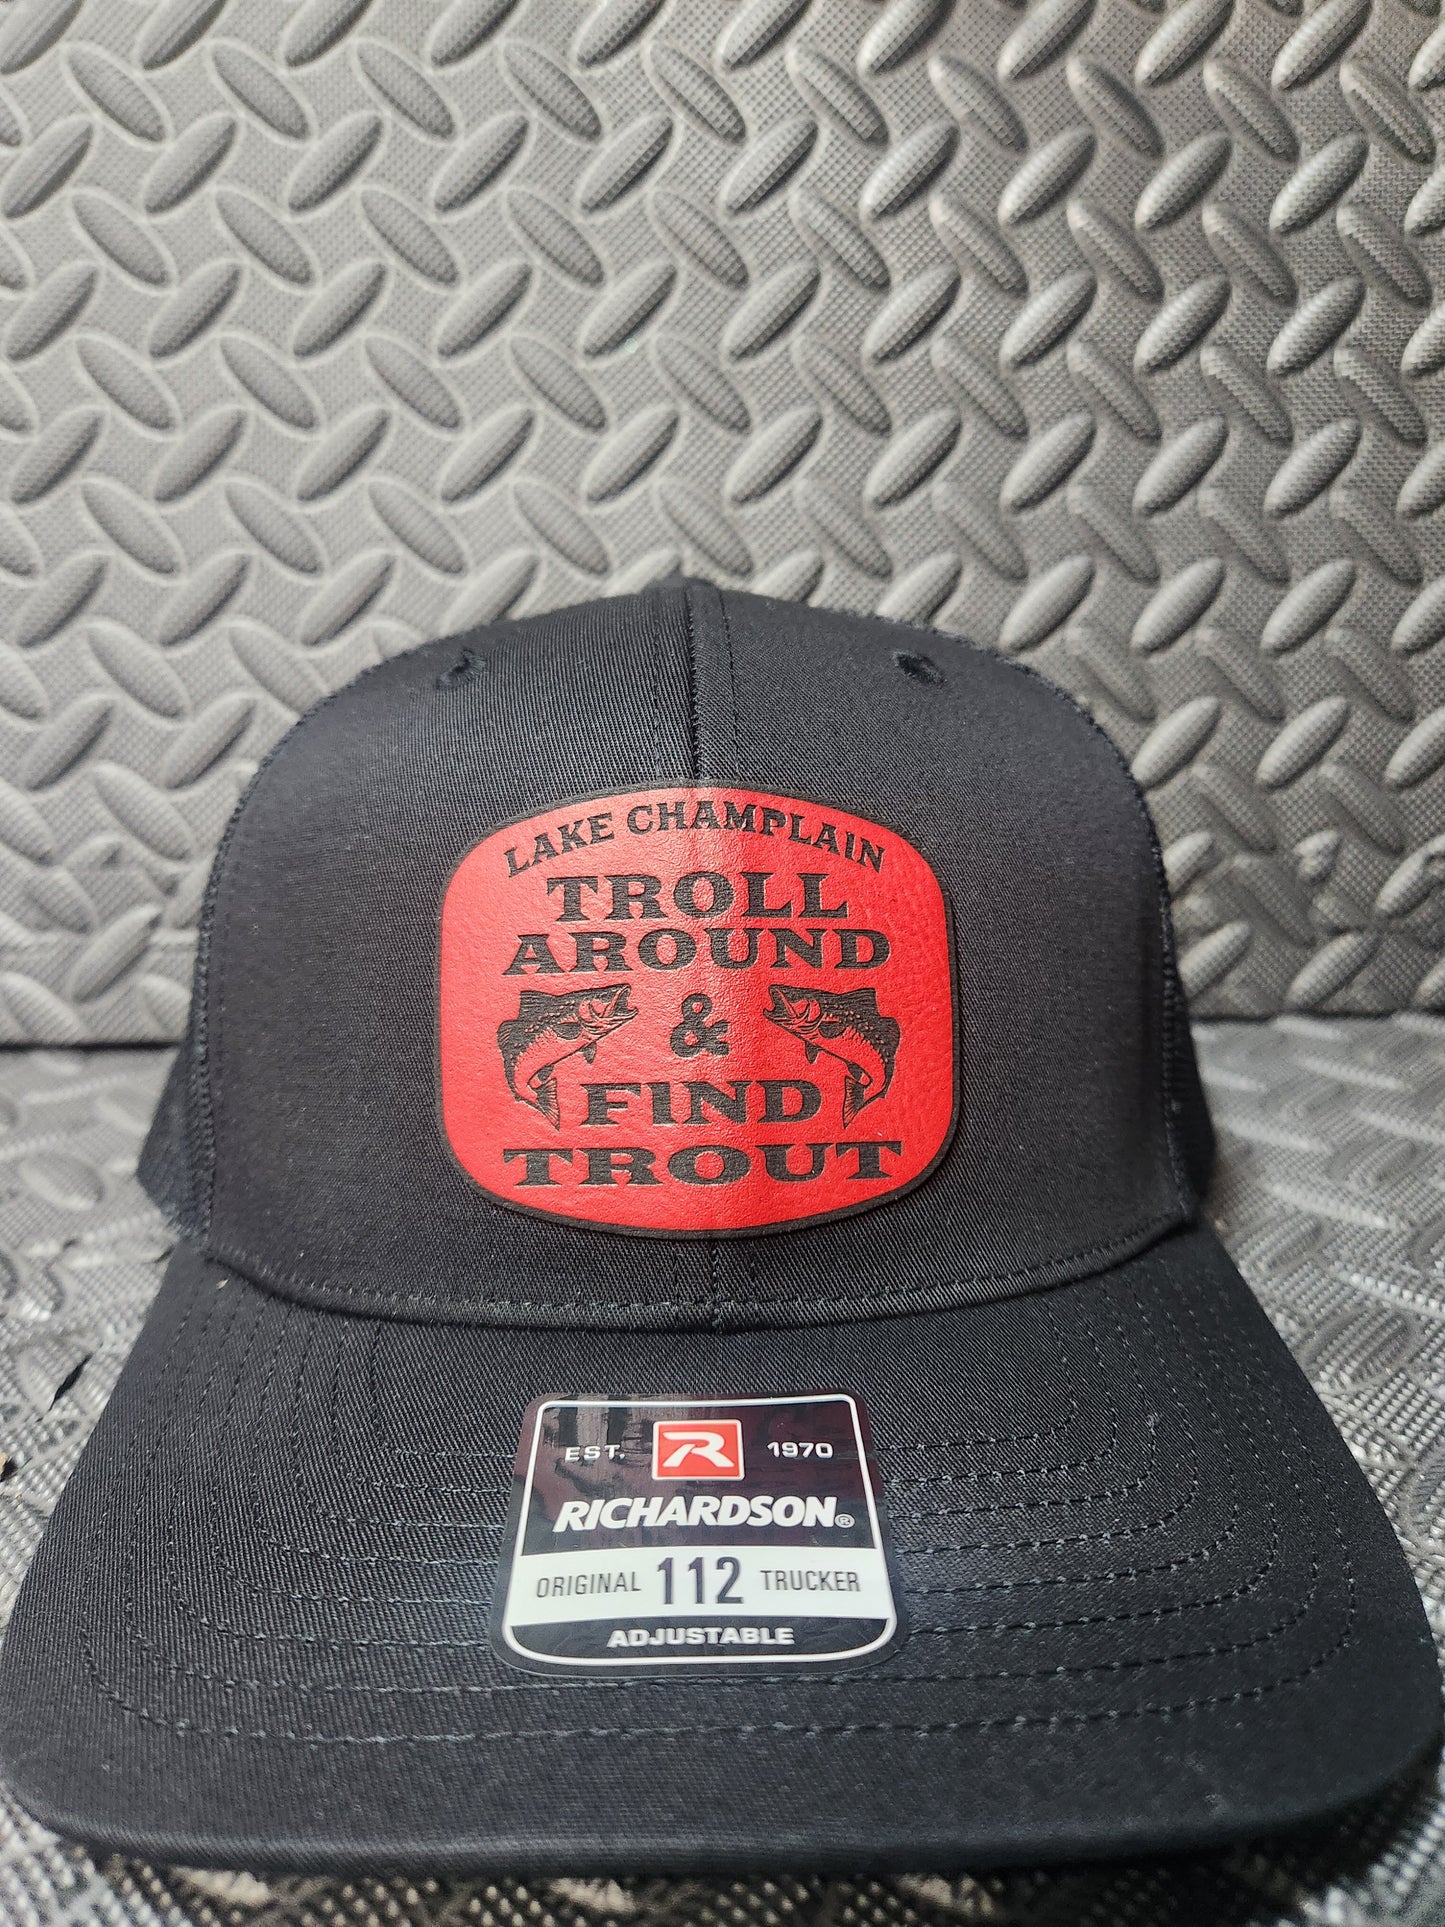 LAKE CHAMPLAIN
TROLL
AROUND
&
FIND
TROUT
EST. R 1970
RICHARDSON®
ORIGINAL 112 TRUCKER
ADJUSTABLE